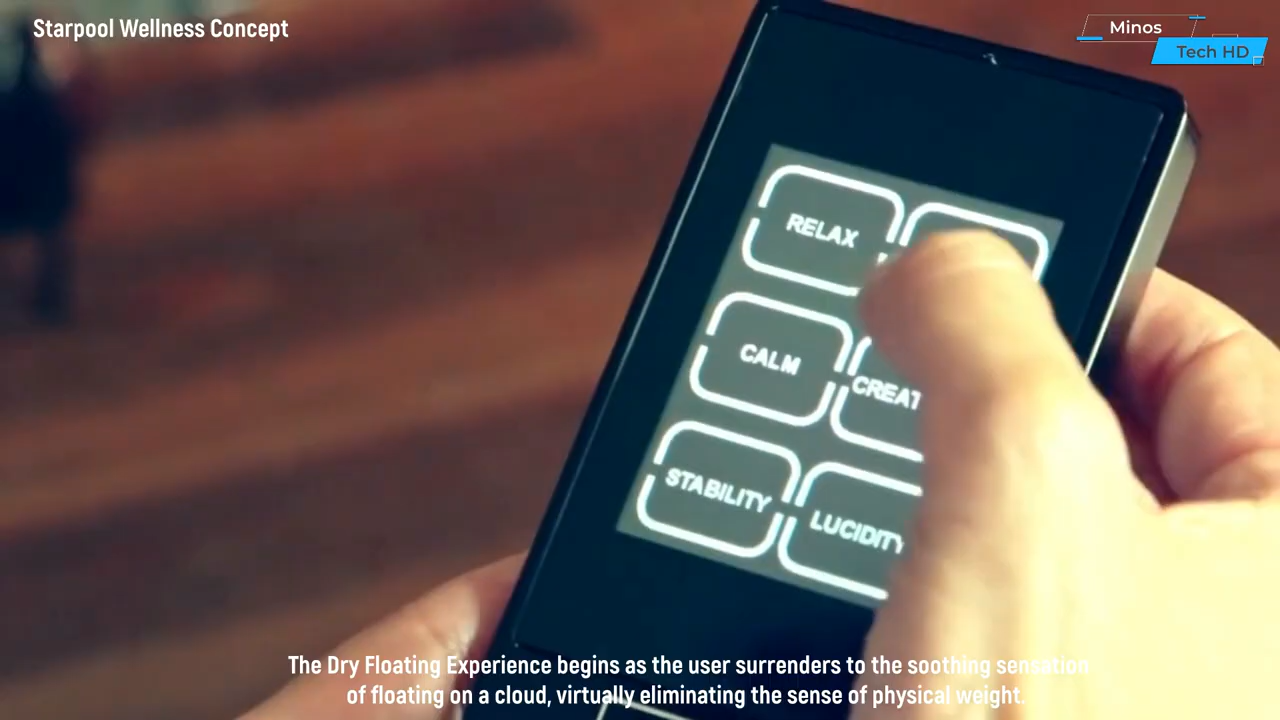 Starpool Wellness Concept
Minos
Tech HD
RELAX
CALM
STABILITY
LUCIDITY
The Dry Floating Experience begins as the user surrenders to the soothing sensation
of floating on a cloud, virtually eliminating the sense of physical weight.